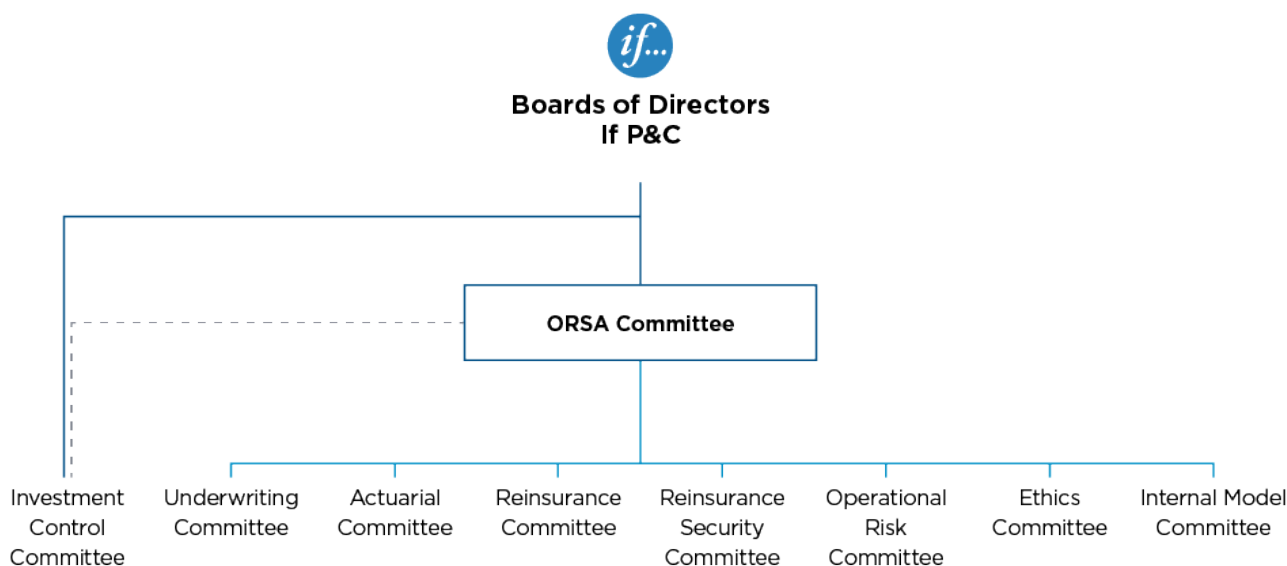 if...
Boards of Directors
If P&C
ORSA Committee
Investment
Control
Committee
Underwriting
Committee
Actuarial
Committee
Reinsurance
Committee
Reinsurance
Security
Committee
Operational
Risk
Committee
Ethics
Committee
Internal Model
Committee